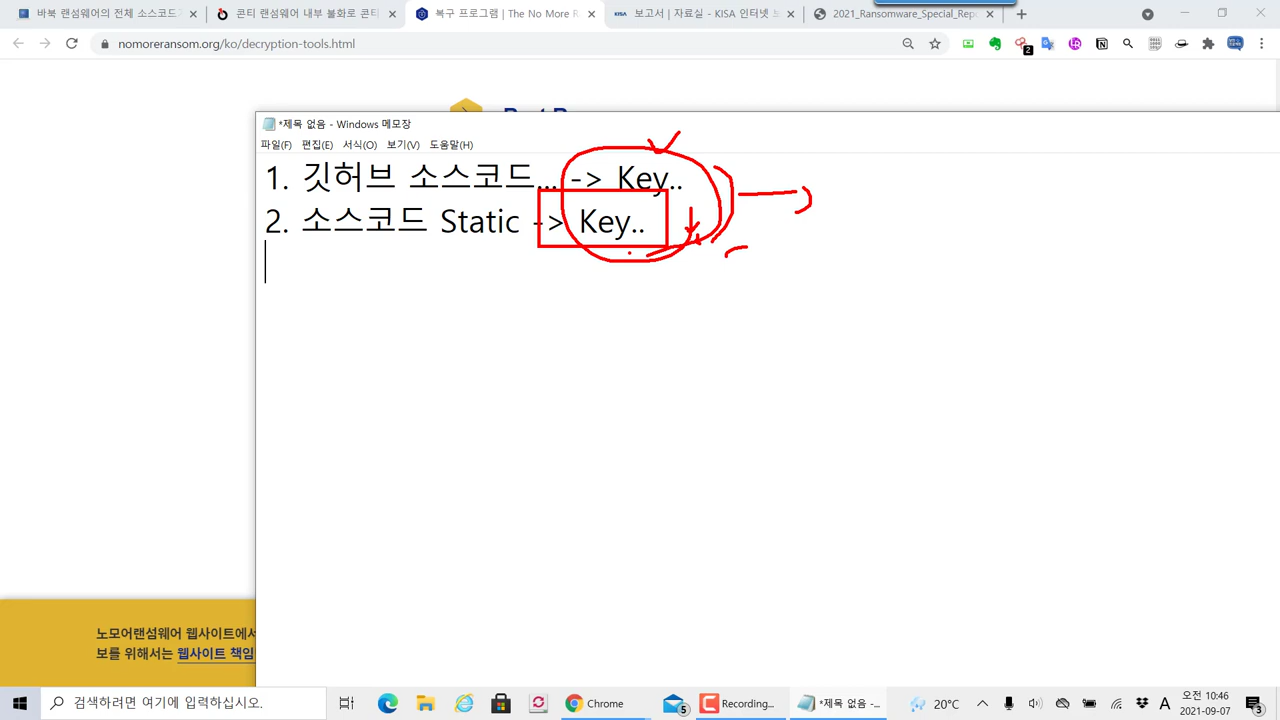 바북 랜섬웨어의 전체 소스코드가
콘티 랜섬웨어 내부 불화로 콘티
복구 프로그램 | The No More R
보고서 | 자료실 - KISA 인터넷 보
2021_Ransomware_Special_Rep
nomoreransom.org/ko/decryption-tools.html
*제목 없음 - Windows 메모장
파일(F) 편집(E) 서식(O) 보기(V) 도움말(H)
1. 깃허브 소스코드... -> Key..
2. 소스코드 Static -> Key..
노모어랜섬웨어 웹사이트에서
보를 위해서는 웹사이트 책임
검색하려면 여기에 입력하십시오.
Chrome
Recording...
*제목 없음 -...
20°C
A
오전 10:46
2021-09-07